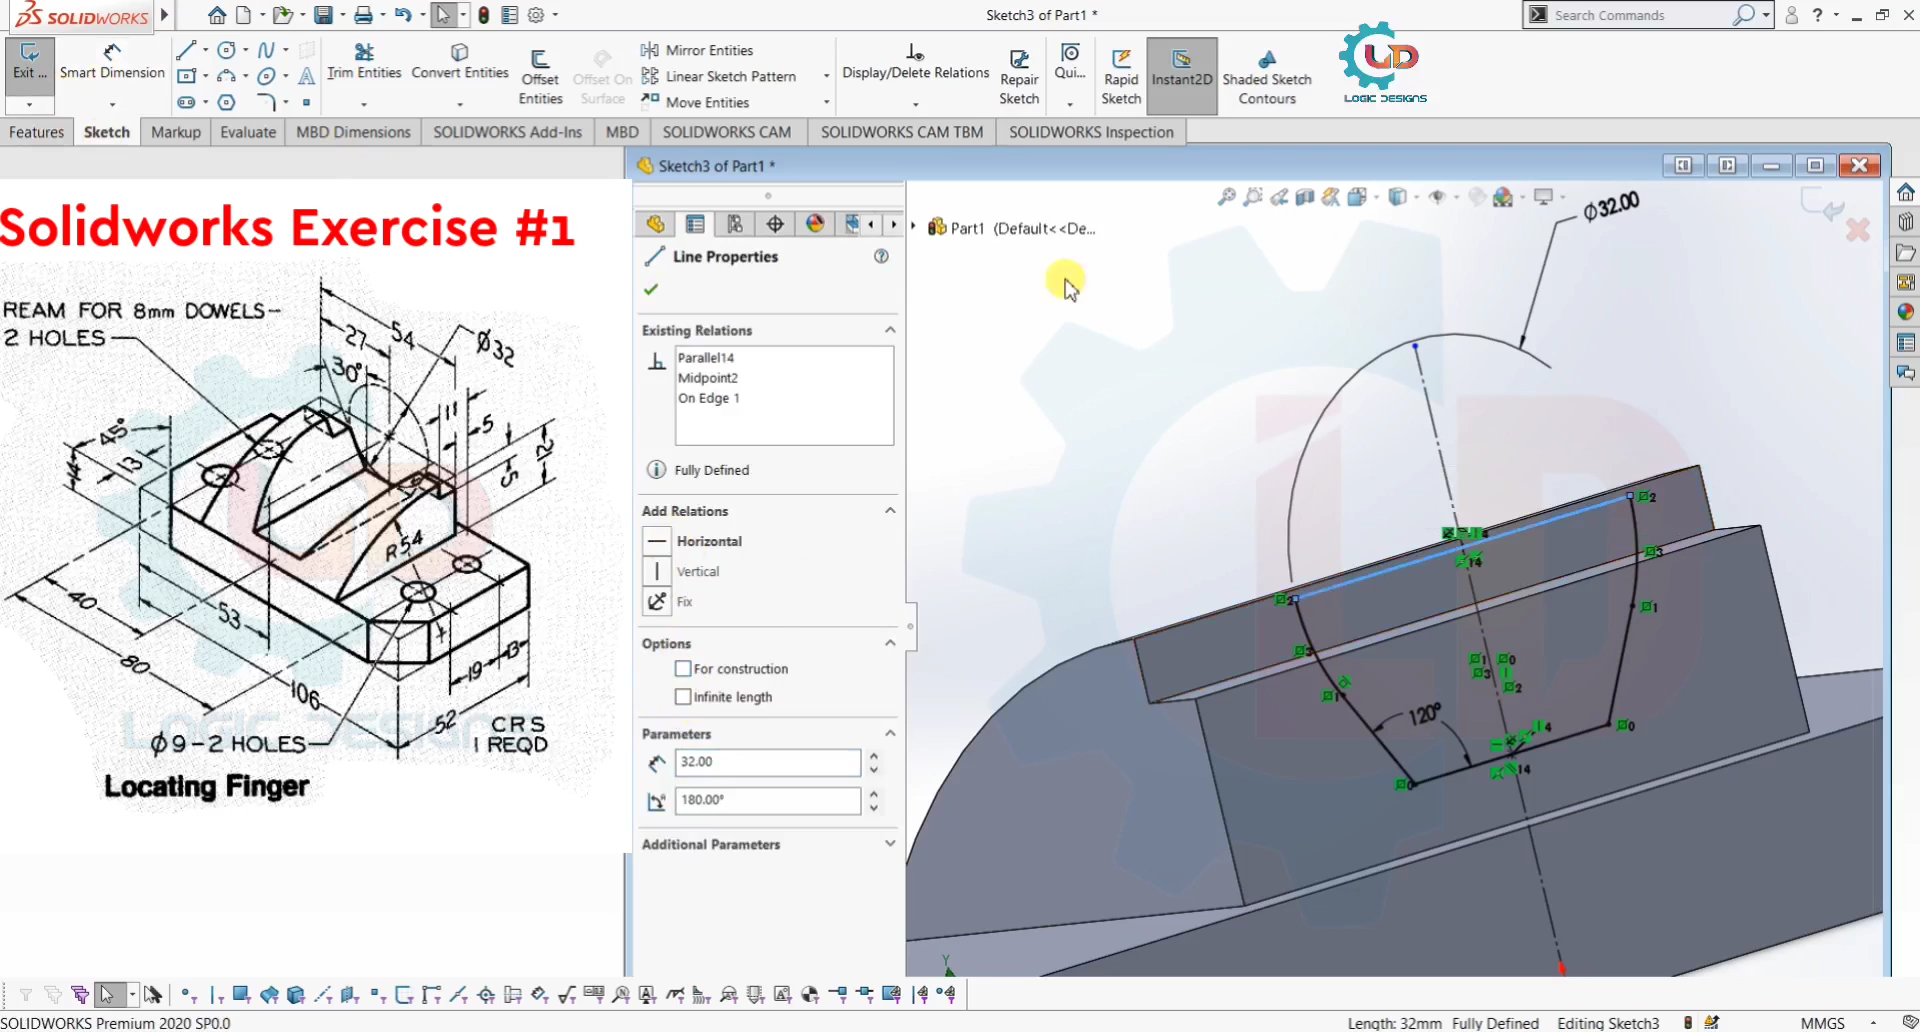 SOLIDWORKS
Sketch3 of Part1 *
Search Commands
?
Exit ...
Smart Dimension
Trim Entities
Convert Entities
Offset
Entities
Offset On
Surface
Mirror Entities
Linear Sketch Pattern
Move Entities
Display/Delete Relations
Repair
Sketch
Qui...
Rapid
Sketch
Instant2D
Shaded Sketch
Contours
LD
LOGIC DESIGNS
Features
Sketch
Markup
Evaluate
MBD Dimensions
SOLIDWORKS Add-Ins
MBD
SOLIDWORKS CAM
SOLIDWORKS CAM TBM
SOLIDWORKS Inspection
Sketch3 of Part1 *
Solidworks Exercise #1
REAM FOR 8mm DOWELS-
2 HOLES
54
27
Ø32
30°
11
5
12
5
45°
13
14
R54
40
53
80
106
19
13
52
CRS
1 REQD
Ø9-2 HOLES
LOGIC DESIGNS
Locating Finger
Line Properties
Existing Relations
Parallel14
Midpoint2
On Edge 1
Fully Defined
Add Relations
Horizontal
Vertical
Fix
Options
For construction
Infinite length
Parameters
32.00
180.00°
Additional Parameters
Part1 (Default<<De...
Ø32.00
120°
Y
SOLIDWORKS Premium 2020 SP0.0
Length: 32mm
Fully Defined
Editing Sketch3
MMGS